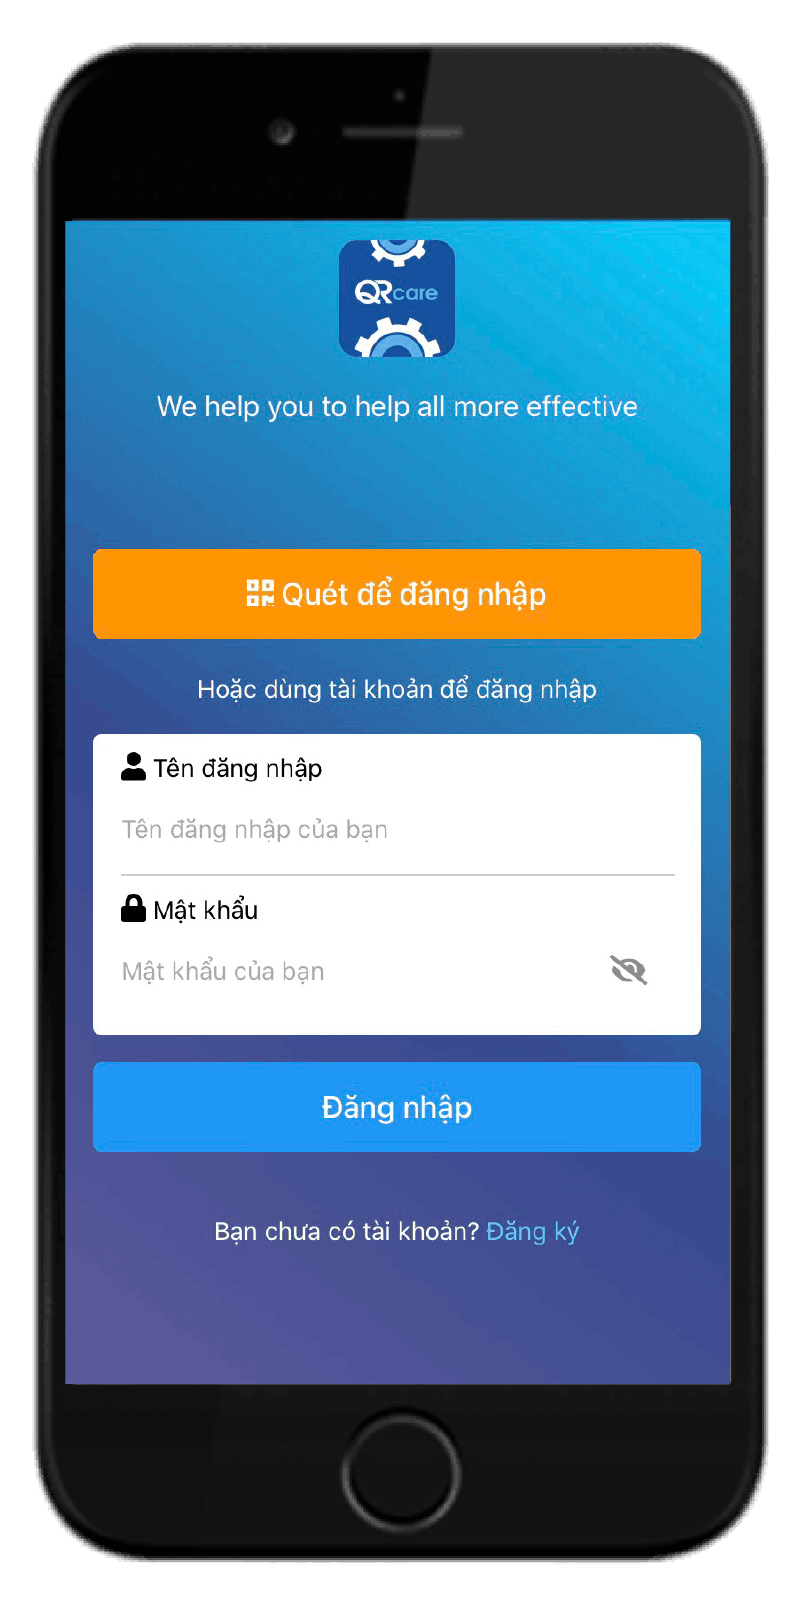 QRcare
We help you to help all more effective
Quét để đăng nhập
Hoặc dùng tài khoản để đăng nhập
Tên đăng nhập
Tên đăng nhập của bạn
Mật khẩu
Mật khẩu của bạn
Đăng nhập
Bạn chưa có tài khoản? Đăng ký